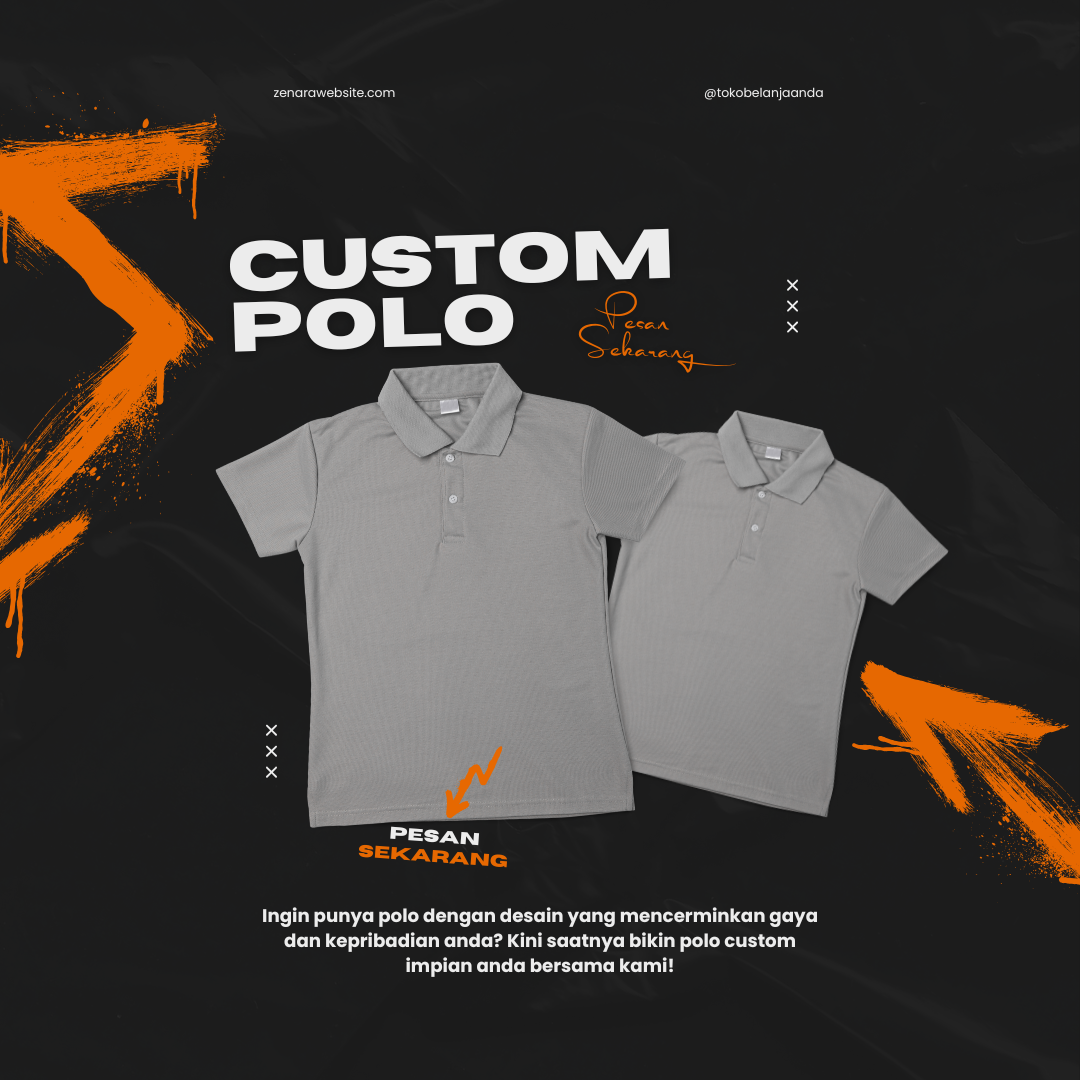 zenarawebsite.com
@tokobelanjaanda
CUSTOM
POLO
Pesan
Sekarang
PESAN
SEKARANG
Ingin punya polo dengan desain yang mencerminkan gaya
dan kepribadian anda? Kini saatnya bikin polo custom
impian anda bersama kami!